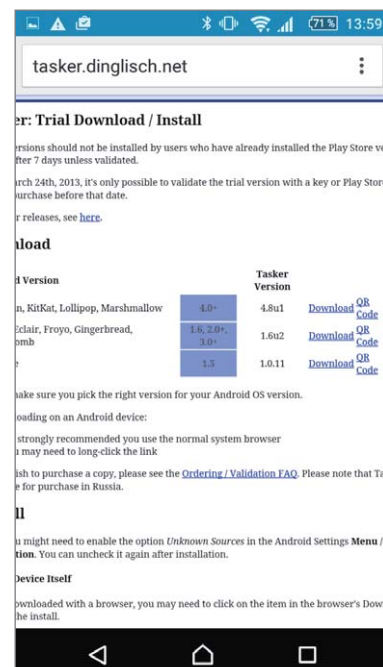 71% 13:59
tasker.dinglisch.net
er: Trial Download / Install
ersions should not be installed by users who have already installed the Play Store ve
fter 7 days unless validated.
rch 24th, 2013, it's only possible to validate the trial version with a key or Play Store
purchase before that date.
r releases, see here.
nload
d Version Tasker Version
n, KitKat, Lollipop, Marshmallow 4.0+ 4.8u1 Download QR Code
Eclair, Froyo, Gingerbread, 1.6, 2.0+, 1.6u2 Download QR Code
omb 3.0+
e 1.5 1.0.11 Download QR Code
ake sure you pick the right version for your Android OS version.
oading on an Android device:
strongly recommended you use the normal system browser
u may need to long-click the link
ish to purchase a copy, please see the Ordering / Validation FAQ. Please note that Ta
e for purchase in Russia.
ll
u might need to enable the option Unknown Sources in the Android Settings Menu /
tion. You can uncheck it again after installation.
Device Itself
ownloaded with a browser, you may need to click on the item in the browser's Dow
he install.